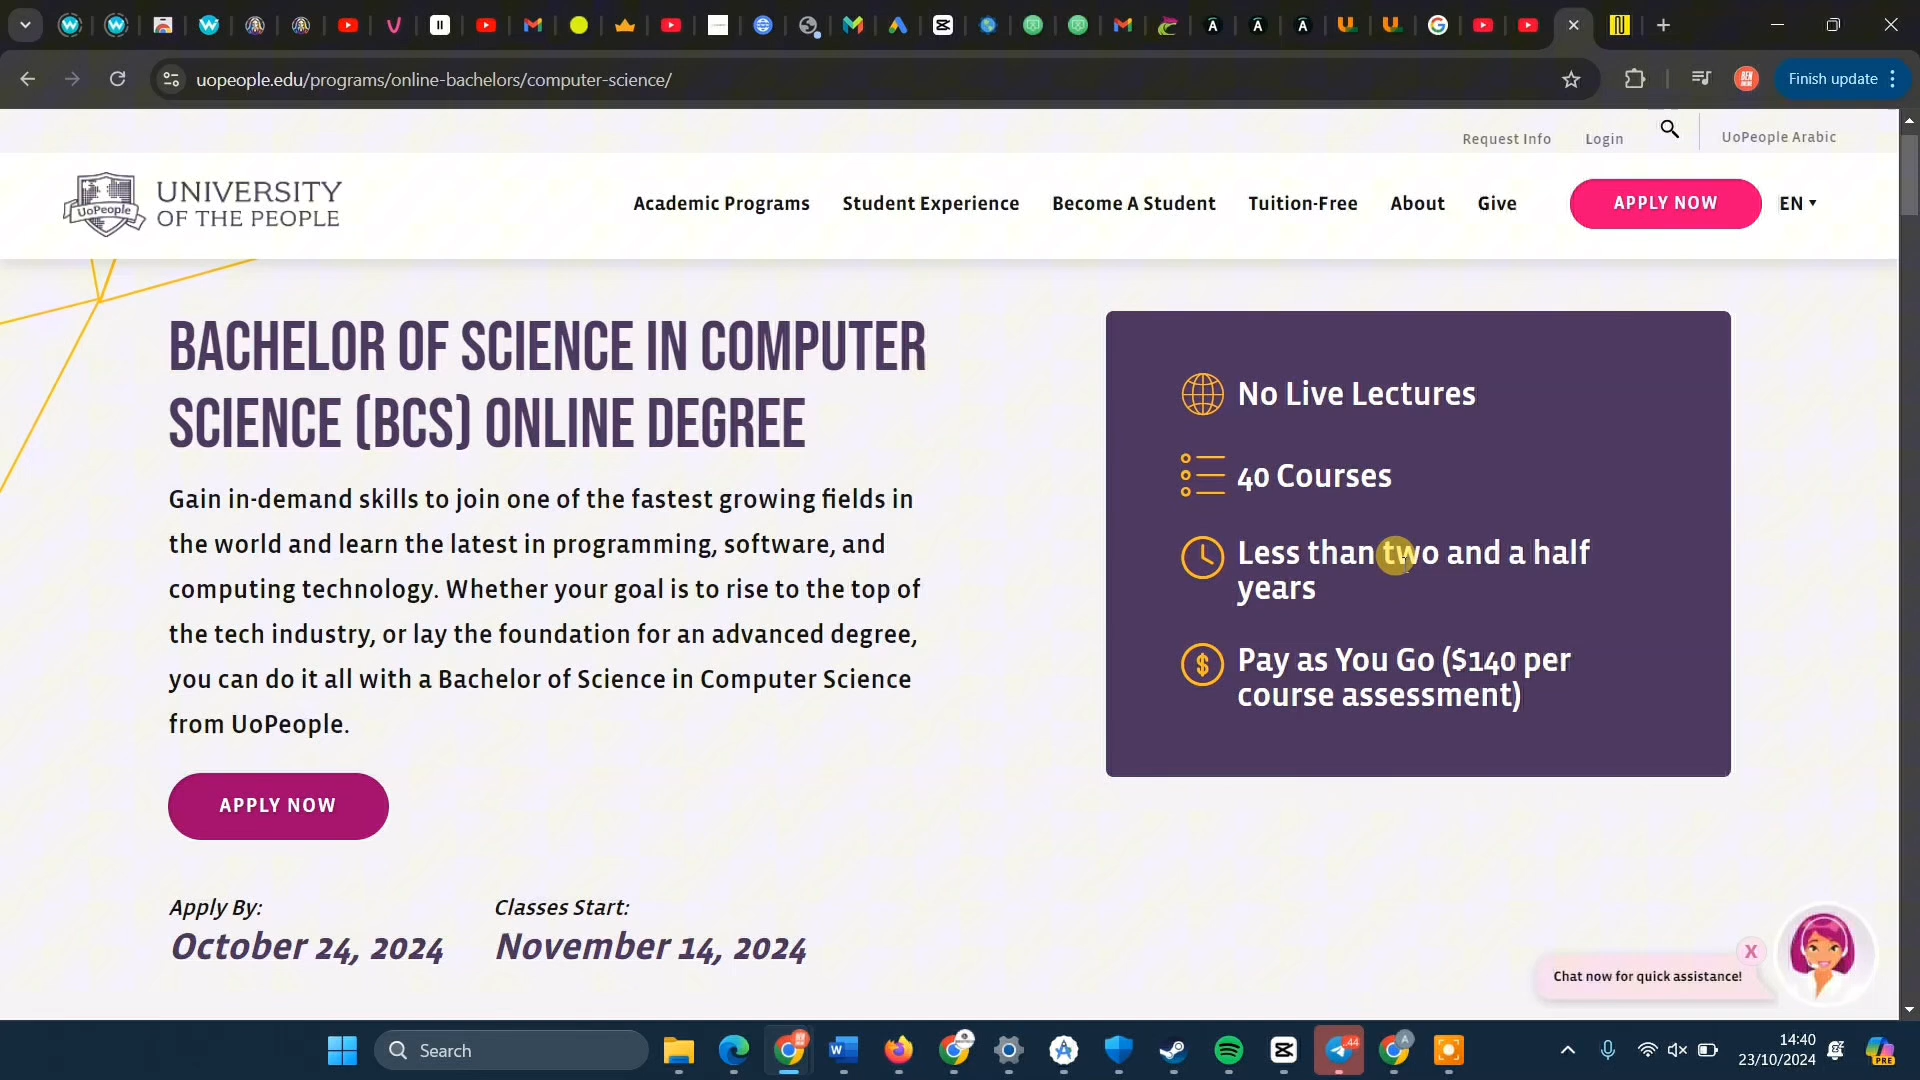 uopeople.edu/programs/online-bachelors/computer-science/
Finish update
Request Info
Login
UoPeople Arabic
UoPeople
UNIVERSITY
OF THE PEOPLE
Academic Programs
Student Experience
Become A Student
Tuition-Free
About
Give
APPLY NOW
EN
BACHELOR OF SCIENCE IN COMPUTER
SCIENCE (BCS) ONLINE DEGREE
Gain in-demand skills to join one of the fastest growing fields in
the world and learn the latest in programming, software, and
computing technology. Whether your goal is to rise to the top of
the tech industry, or lay the foundation for an advanced degree,
you can do it all with a Bachelor of Science in Computer Science
from UoPeople.
APPLY NOW
Apply By:
October 24, 2024
Classes Start:
November 14, 2024
No Live Lectures
40 Courses
Less than two and a half
years
Pay as You Go ($140 per
course assessment)
X
Chat now for quick assistance!
Search
44
14:40
23/10/2024
PRE